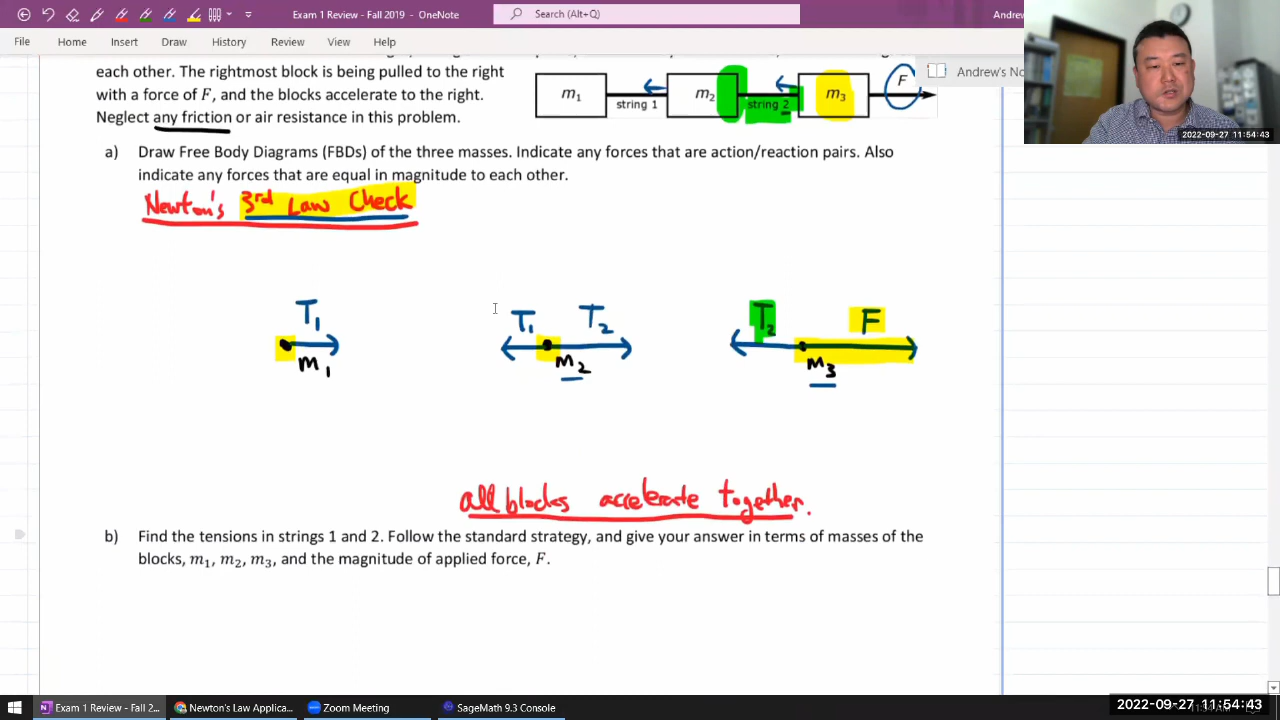 Exam 1 Review - Fall 2019 - OneNote
Search (Alt+Q)
Andrew
File Home Insert Draw History Review View Help
Andrew's No
each other. The rightmost block is being pulled to the right
with a force of F, and the blocks accelerate to the right.
Neglect any friction or air resistance in this problem.
m₁ string 1 m₂ string 2 m₃ F
2022-09-27 11:54:43
a) Draw Free Body Diagrams (FBDs) of the three masses. Indicate any forces that are action/reaction pairs. Also
indicate any forces that are equal in magnitude to each other.
Newton's 3rd Law Check
T₁ T₁ T₂ T₂ F
m₁ m₂ m₃
all blocks accelerate together.
b) Find the tensions in strings 1 and 2. Follow the standard strategy, and give your answer in terms of masses of the
blocks, m₁, m₂, m₃, and the magnitude of applied force, F.
Exam 1 Review - Fall 2... Newton's Law Applica... Zoom Meeting SageMath 9.3 Console
2022-09-27 11:54:43